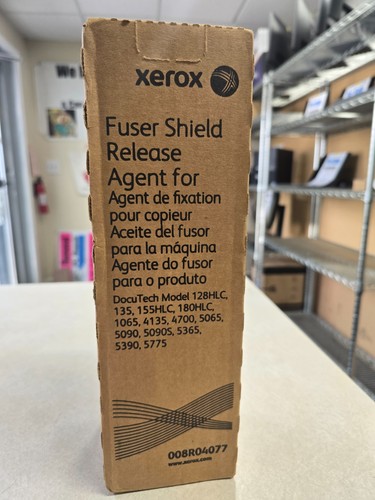 xerox
Fuser Shield
Release
Agent for
Agent de fixation
pour copieur
Aceite del fusor
para la máquina
Agente do fusor
para o produto
DocuTech Model 128HLC,
135, 155HLC, 180HLC,
1065, 4135, 4700, 5065,
5090, 5090S, 5365,
5390, 5775
008R04077
www.xerox.com
We